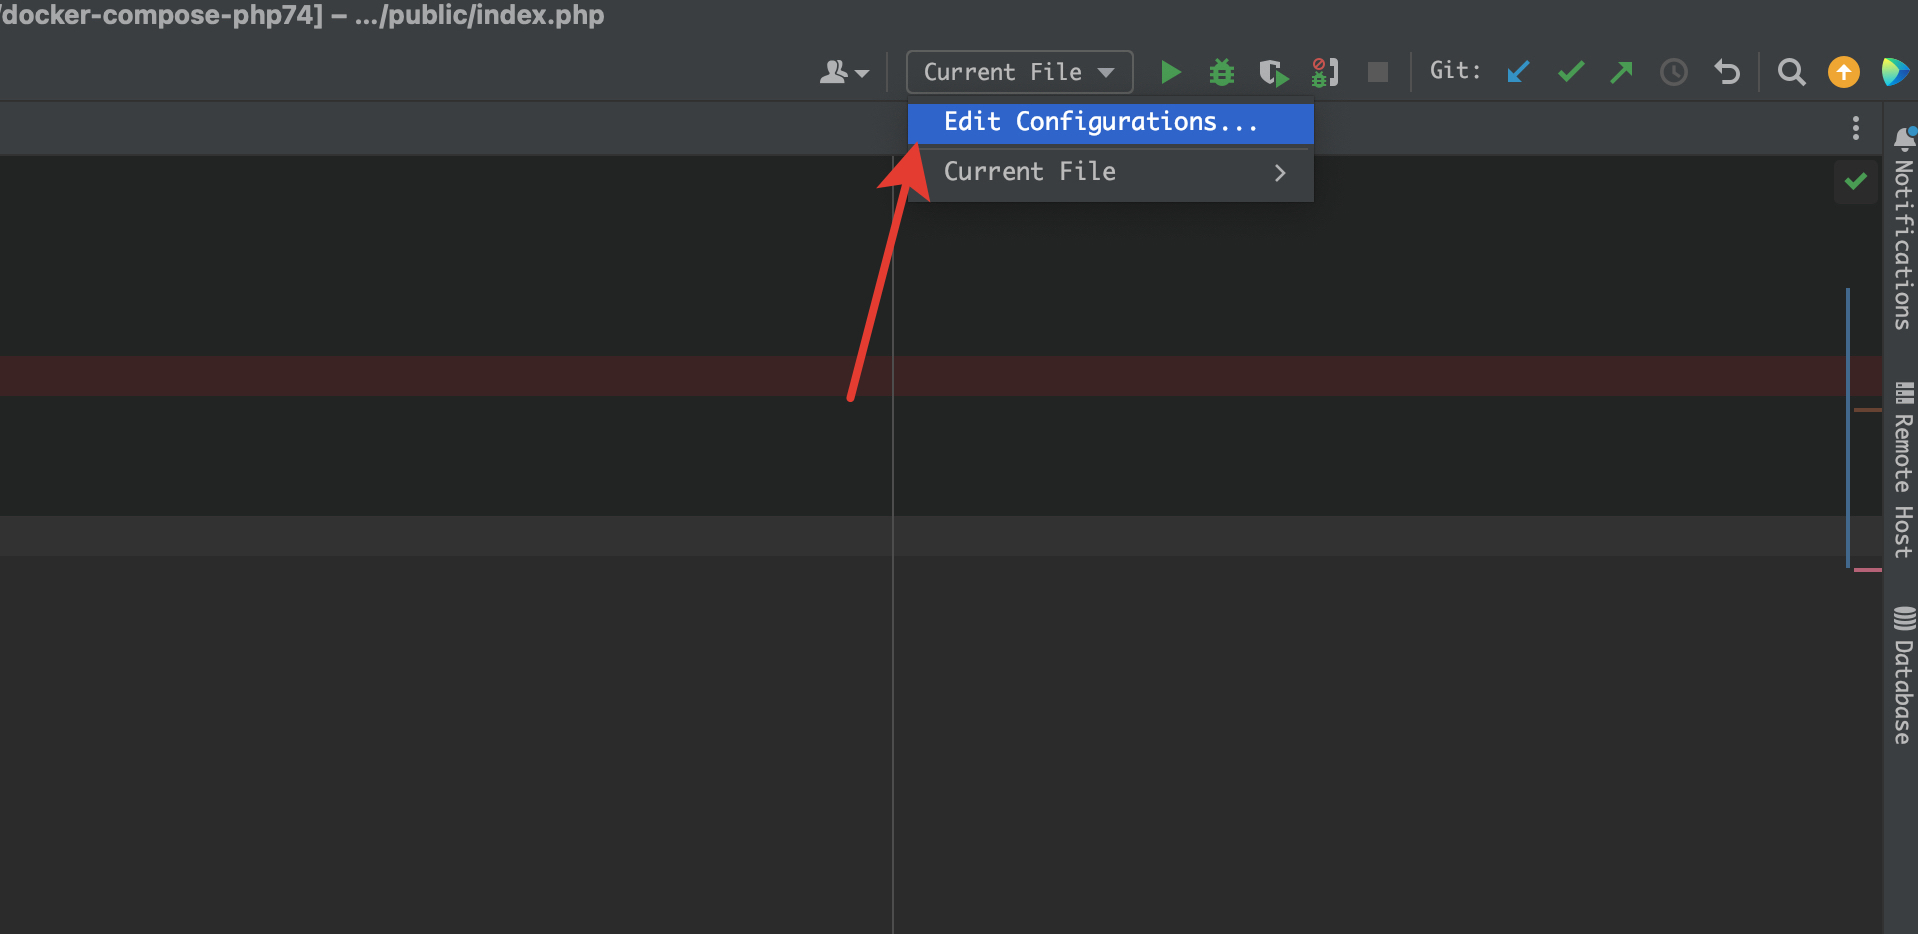 /docker-compose-php74] – .../public/index.php
Current File
Git:
Edit Configurations...
Current File
Notifications
Remote Host
Database